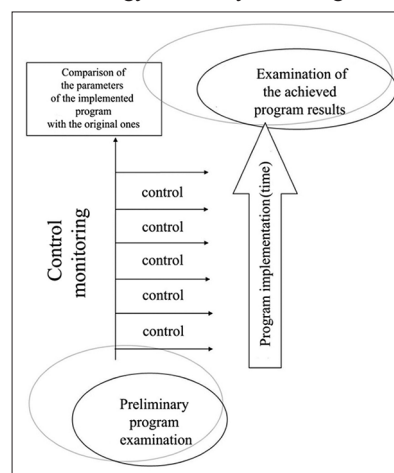 Comparison of
the parameters
of the implemented
program
with the original ones
Examination of
the achieved
program results
Control
monitoring
control
control
control
control
control
Program implementation (time)
Preliminary
program
examination